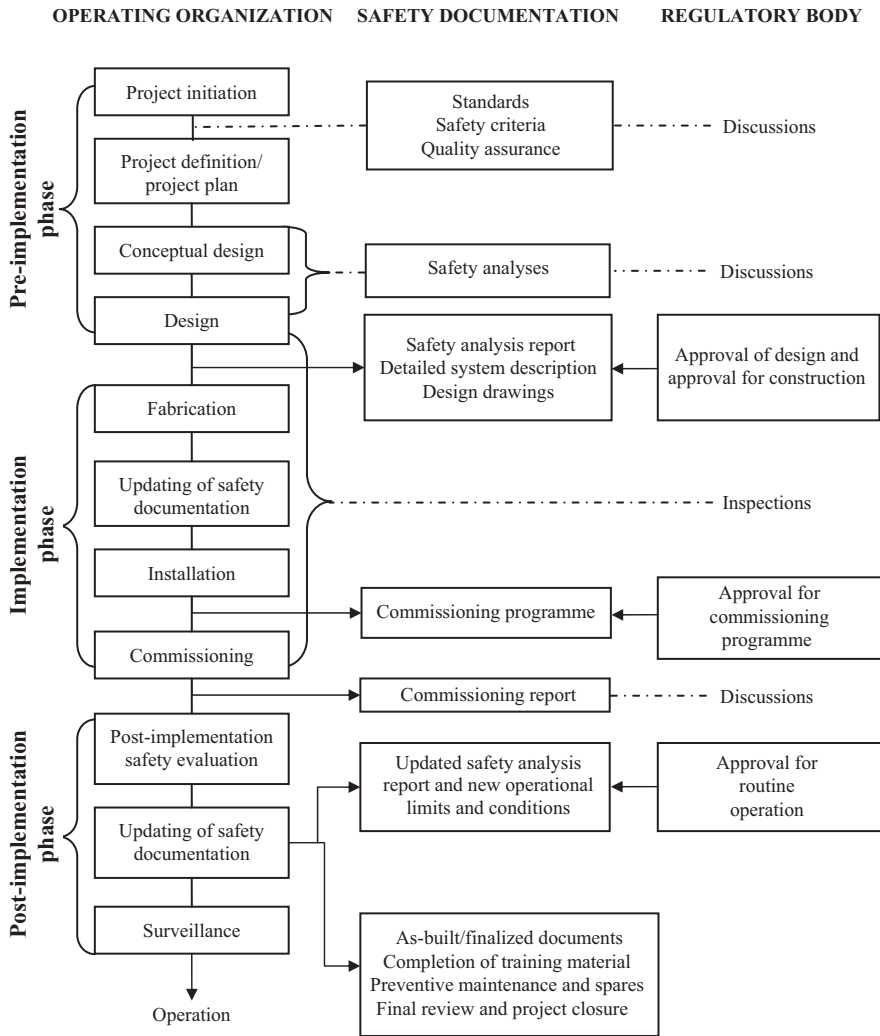 OPERATING ORGANIZATION
SAFETY DOCUMENTATION
REGULATORY BODY
Pre-implementation
phase
Project initiation
Standards
Safety criteria
Quality assurance
Discussions
Project definition/
project plan
Conceptual design
Safety analyses
Discussions
Design
Safety analysis report
Detailed system description
Design drawings
Approval of design and
approval for construction
Implementation
phase
Fabrication
Updating of safety
documentation
Inspections
Installation
Commissioning programme
Approval for
commissioning
programme
Commissioning
Commissioning report
Discussions
Post-implementation
phase
Post-implementation
safety evaluation
Updated safety analysis
report and new operational
limits and conditions
Approval for
routine
operation
Updating of safety
documentation
Surveillance
As-built/finalized documents
Completion of training material
Preventive maintenance and spares
Final review and project closure
Operation